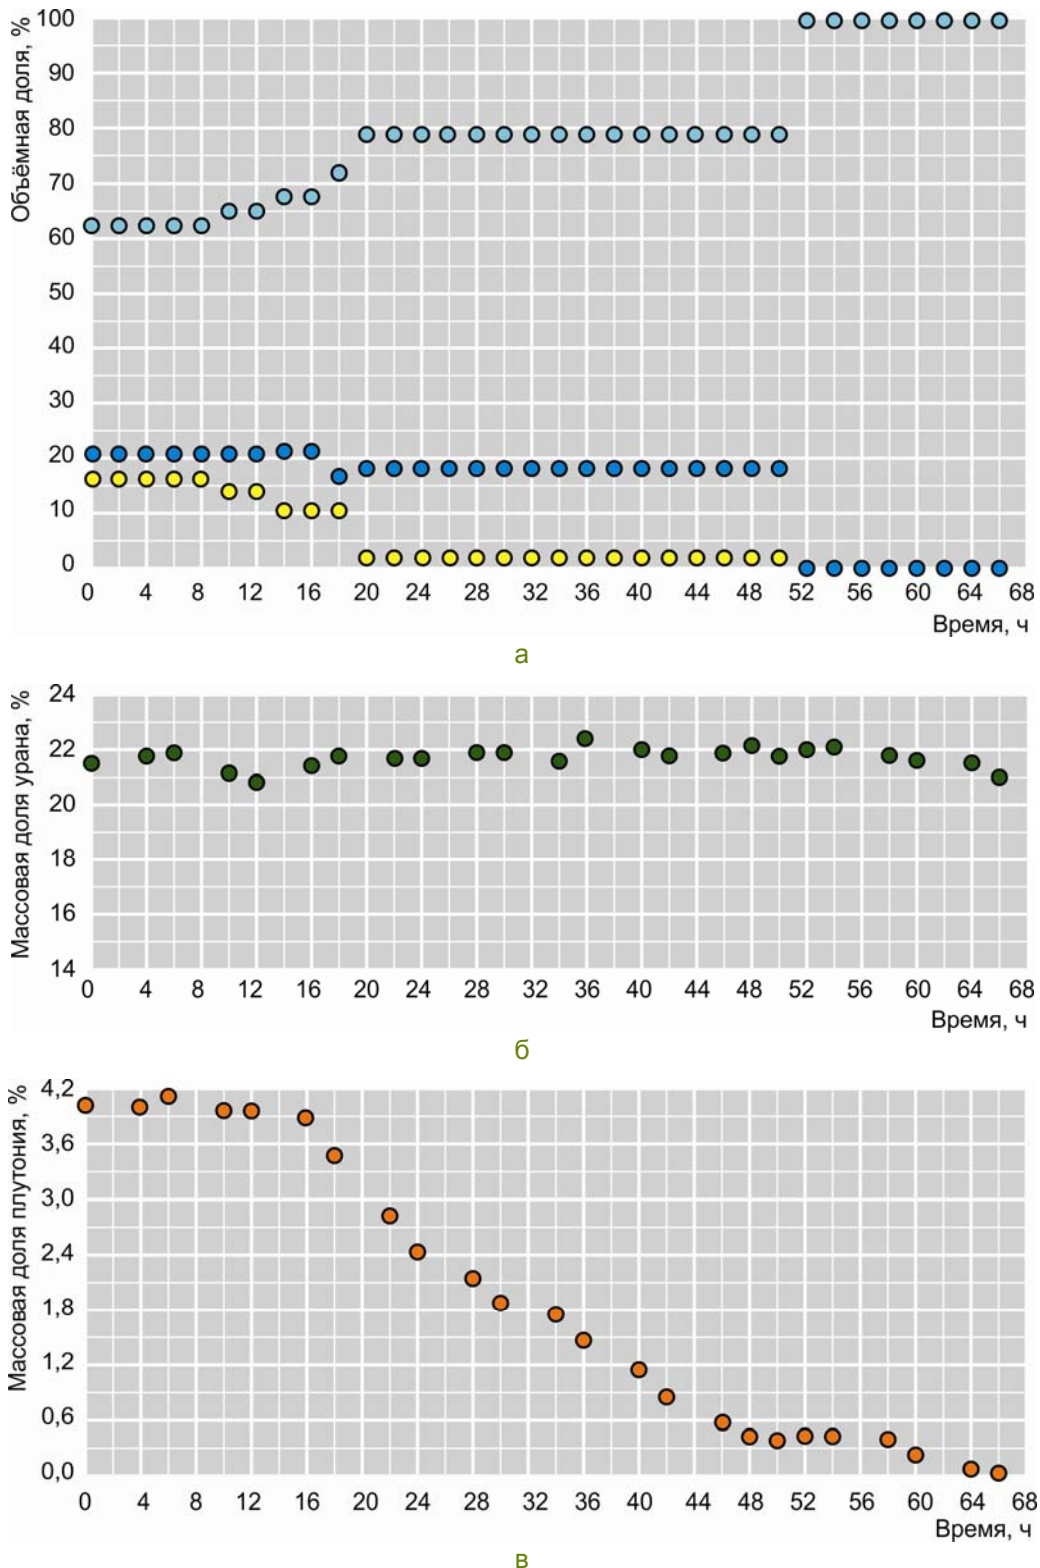 Объёмная доля, %
100
90
80
70
60
50
40
30
20
10
0
0 4 8 12 16 20 24 28 32 36 40 44 48 52 56 60 64 68
Время, ч
а
Массовая доля урана, %
24
22
20
18
16
14
0 4 8 12 16 20 24 28 32 36 40 44 48 52 56 60 64 68
Время, ч
б
Массовая доля плутония, %
4,2
3,6
3,0
2,4
1,8
1,2
0,6
0,0
0 4 8 12 16 20 24 28 32 36 40 44 48 52 56 60 64 68
Время, ч
в